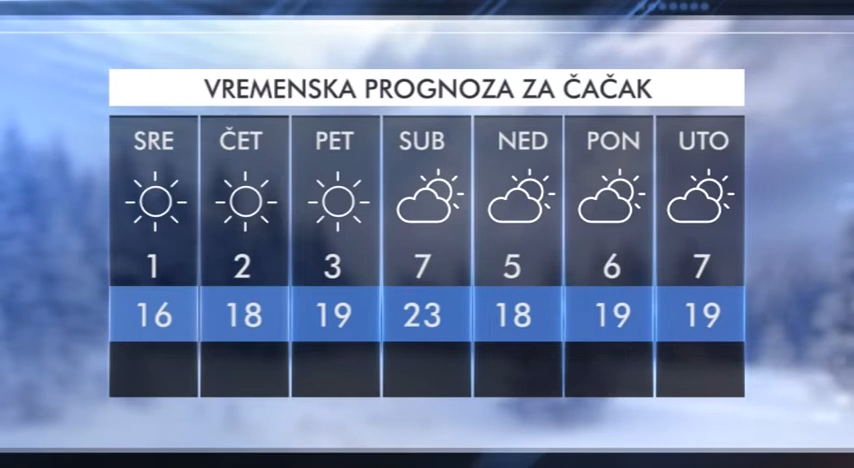 VREMENSKA PROGNOZA ZA ČAČAK
SRE ČET PET SUB NED PON UTO
1 2 3 7 5 6 7
16 18 19 23 18 19 19